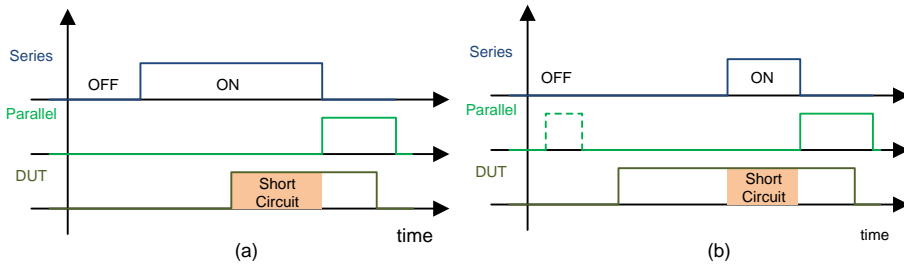 Series
OFF
ON
Parallel
DUT
Short
Circuit
time
(a)
Series
OFF
ON
Parallel
DUT
Short
Circuit
time
(b)